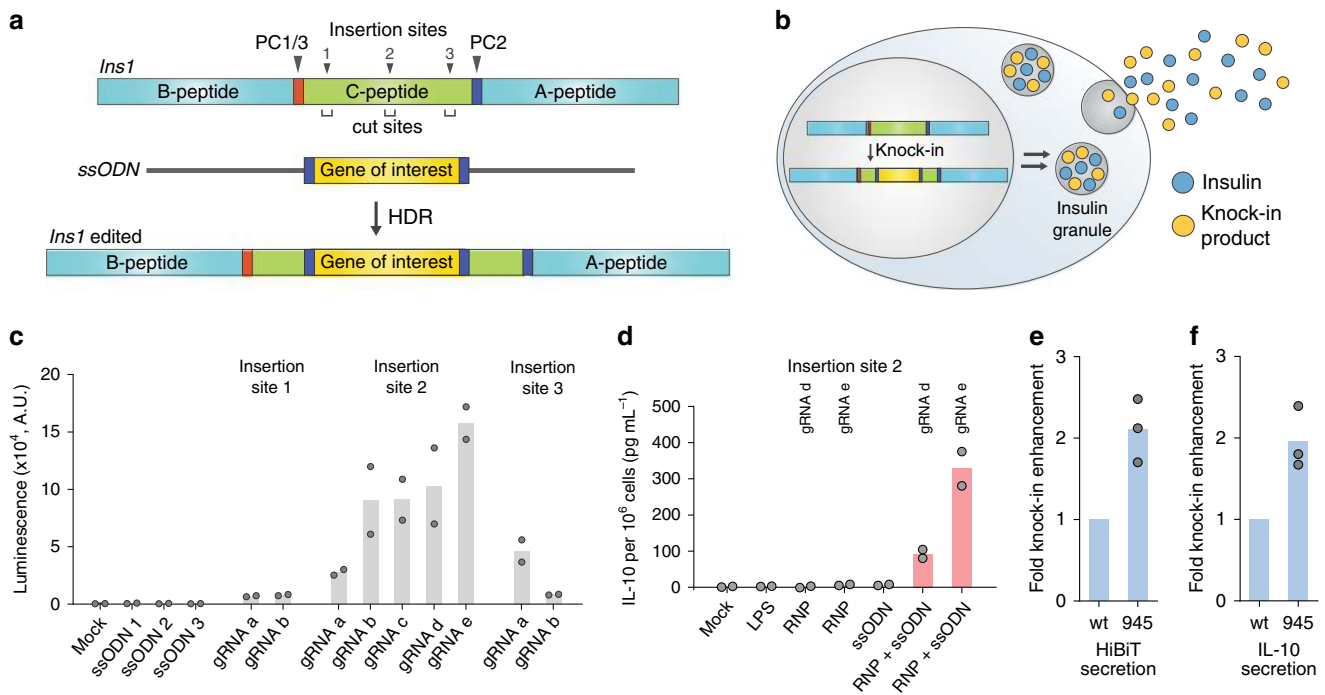 a
Insertion sites
PC1/3
1
2
3
PC2
Ins1
B-peptide
C-peptide
A-peptide
cut sites
ssODN
Gene of interest
HDR
Ins1 edited
B-peptide
Gene of interest
A-peptide
b
Knock-in
Insulin
granule
Insulin
Knock-in
product
c
Insertion
site 1
Insertion
site 2
Insertion
site 3
Luminescence (x10⁴, A.U.)
20
15
10
5
0
Mock
ssODN 1
ssODN 2
ssODN 3
gRNA a
gRNA b
gRNA a
gRNA b
gRNA c
gRNA d
gRNA e
gRNA a
gRNA b
d
Insertion site 2
gRNA d
gRNA e
gRNA d
gRNA e
IL-10 per 10⁶ cells (pg mL⁻¹)
500
400
300
200
100
0
Mock
LPS
RNP
RNP
ssODN
RNP + ssODN
RNP + ssODN
e
Fold knock-in enhancement
3
2
1
0
wt
945
HiBiT
secretion
f
Fold knock-in enhancement
3
2
1
0
wt
945
IL-10
secretion